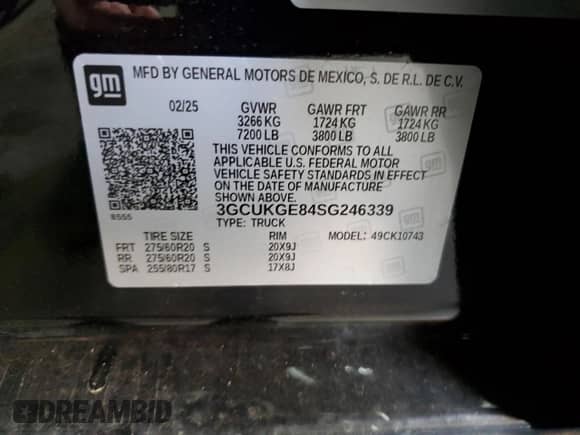 gm
MFD BY GENERAL MOTORS DE MEXICO, S. DE R.L. DE C.V.
02/25 GVWR GAWR FRT GAWR RR
3266 KG 1724 KG 1724 KG
7200 LB 3800 LB 3800 LB
THIS VEHICLE CONFORMS TO ALL
APPLICABLE U.S. FEDERAL MOTOR
VEHICLE SAFETY STANDARDS IN EFFECT
ON THE DATE OF MANUFACTURE
SHOWN ABOVE.
3GCUKGE84SG246339
8555 TYPE: TRUCK
TIRE SIZE RIM MODEL: 49CK10743
FRT 275/60R20 S 20X9J
RR 275/60R20 S 20X9J
SPA 255/80R17 S 17X8J
DREAMBID